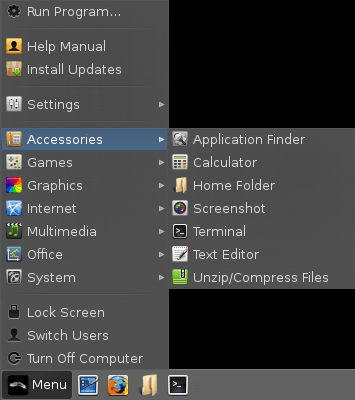 Run Program...
Help Manual
Install Updates
Settings
Accessories
Games
Graphics
Internet
Multimedia
Office
System
Application Finder
Calculator
Home Folder
Screenshot
Terminal
Text Editor
Unzip/Compress Files
Lock Screen
Switch Users
Turn Off Computer
Menu